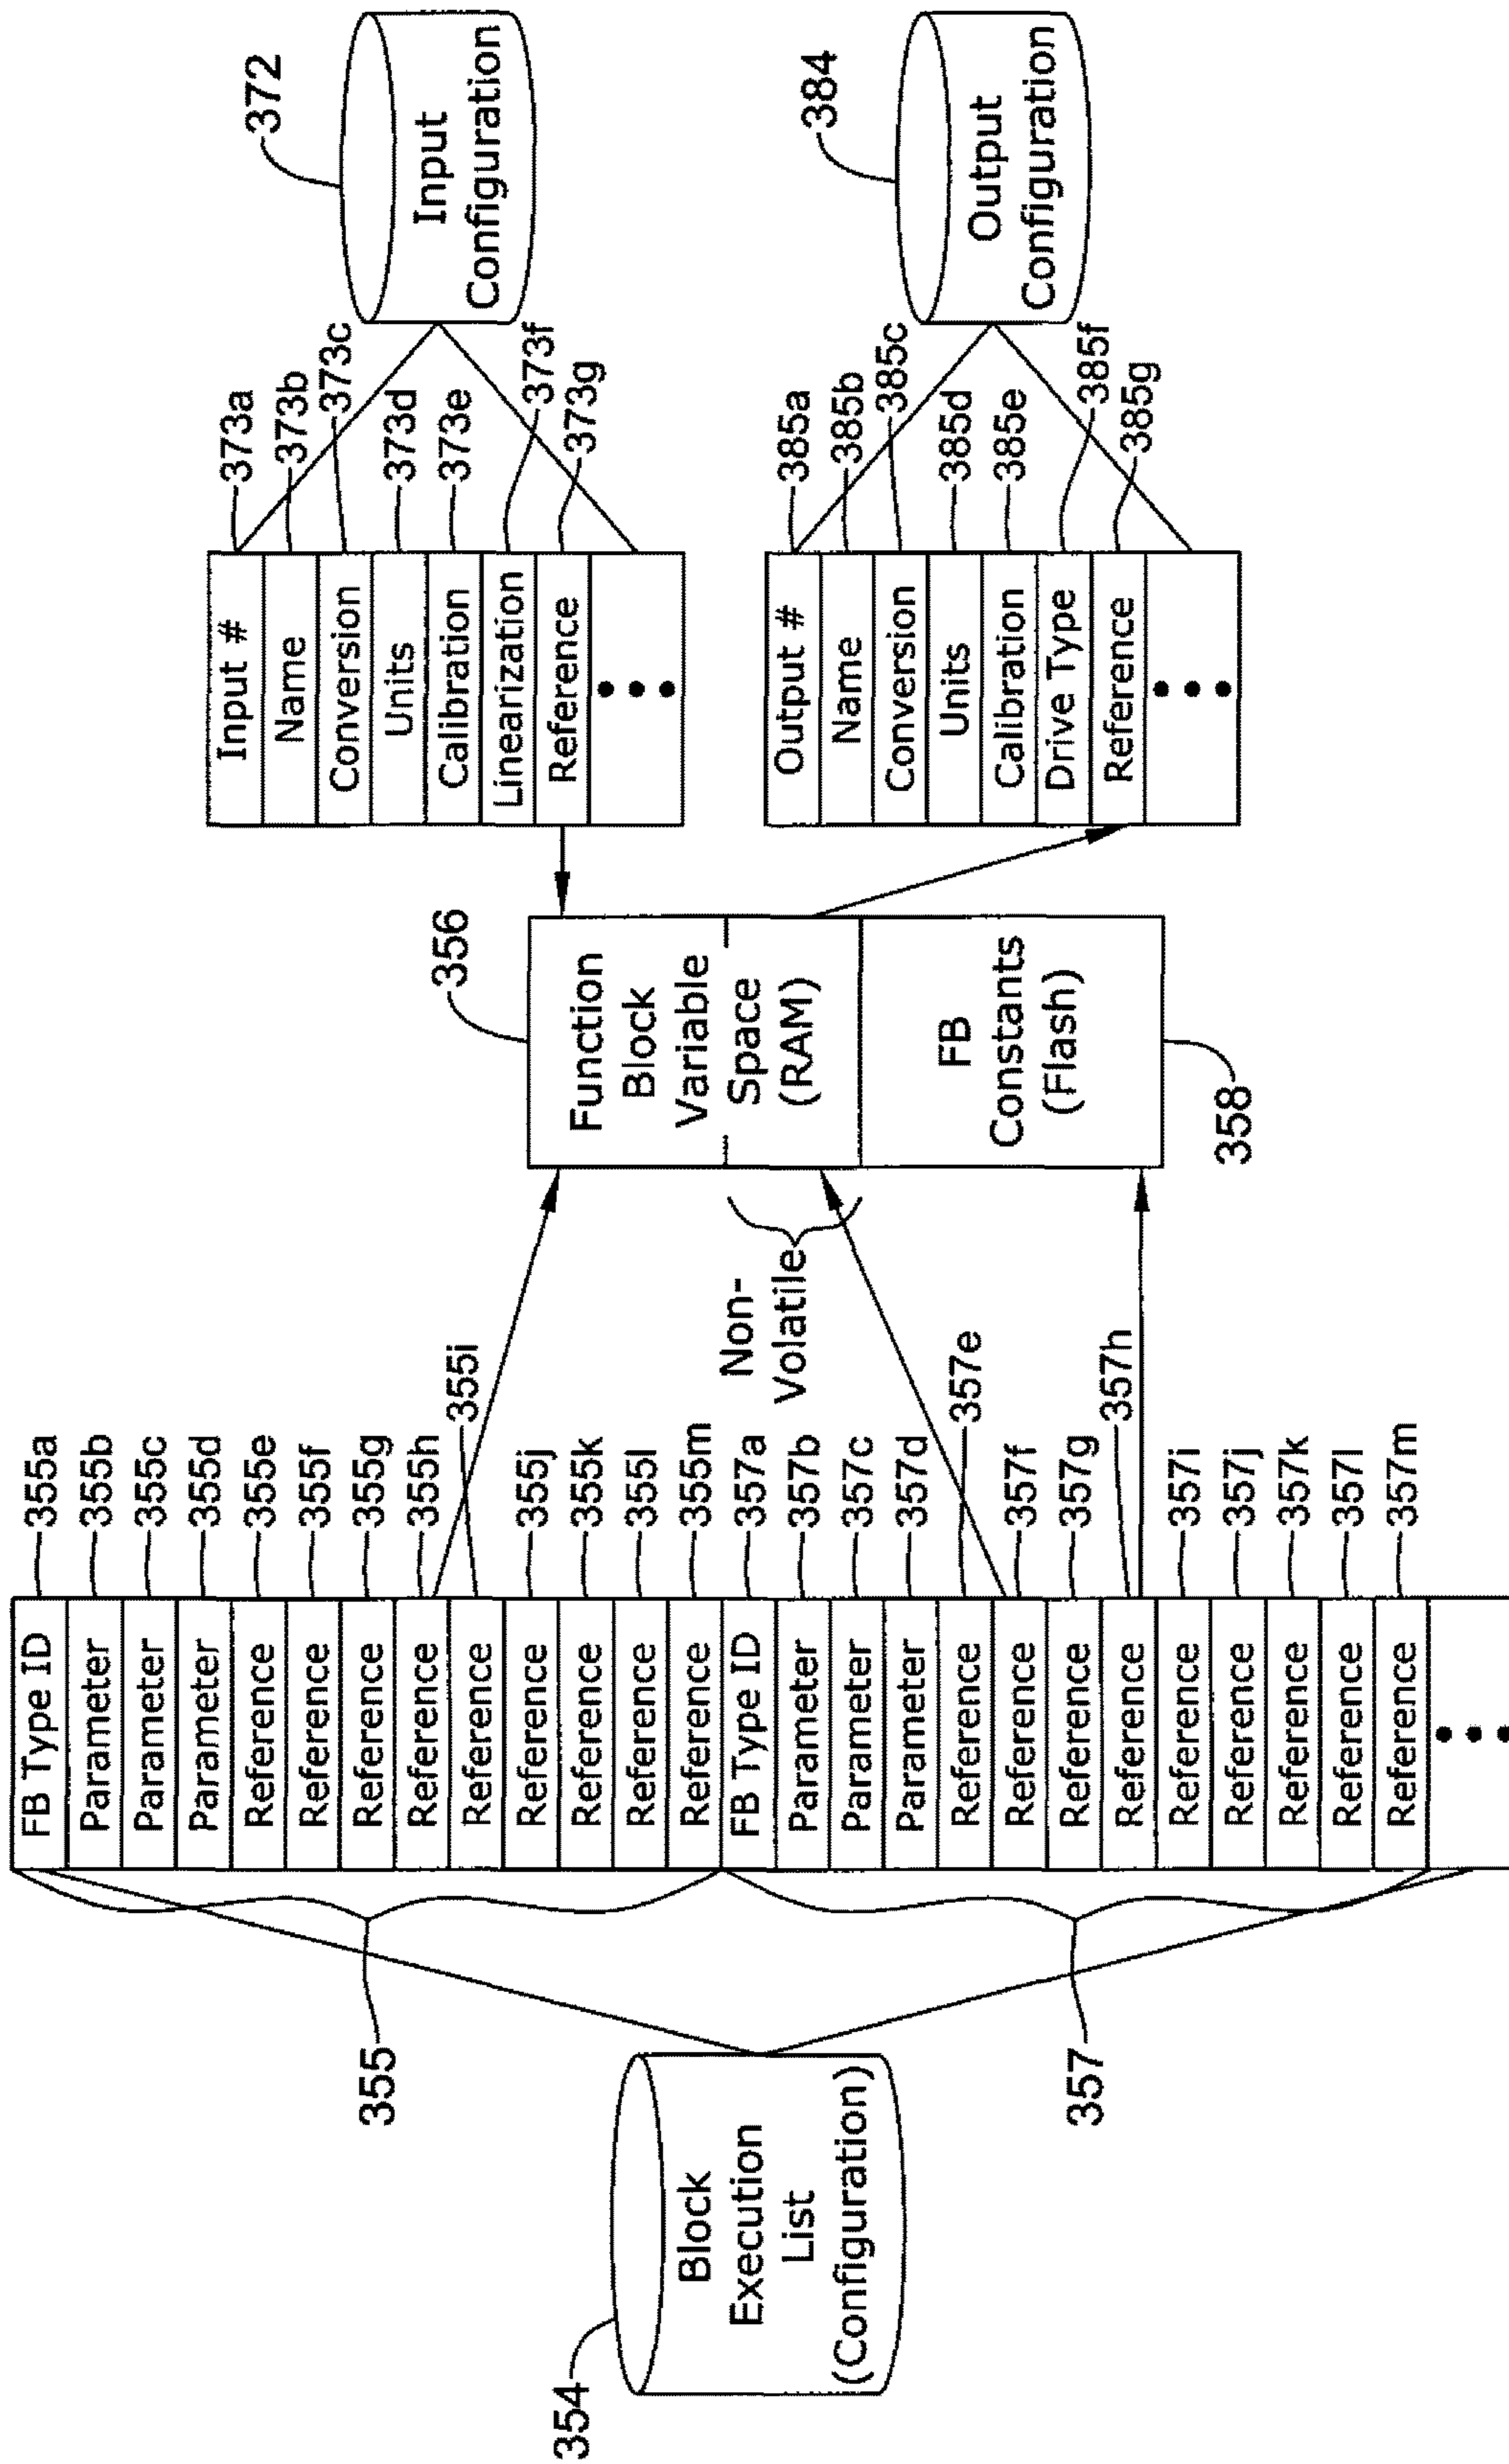 354
Block
Execution
List
(Configuration)
355
357
FB Type ID
Parameter
Parameter
Parameter
Reference
Reference
Reference
Reference
Reference
Reference
Reference
Reference
Reference
FB Type ID
Parameter
Parameter
Parameter
Reference
Reference
Reference
Reference
Reference
Reference
Reference
Reference
Reference
355a
355b
355c
355d
355e
355f
355g
355h
355i
355j
355k
355l
355m
357a
357b
357c
357d
357e
357f
357g
357h
357i
357j
357k
357l
357m
Non-
Volatile
356
Function
Block
Variable
Space
(RAM)
FB
Constants
(Flash)
358
Input #
Name
Conversion
Units
Calibration
Linearization
Reference
373a
373b
373c
373d
373e
373f
373g
372
Input
Configuration
Output #
Name
Conversion
Units
Calibration
Drive Type
Reference
385a
385b
385c
385d
385e
385f
385g
384
Output
Configuration